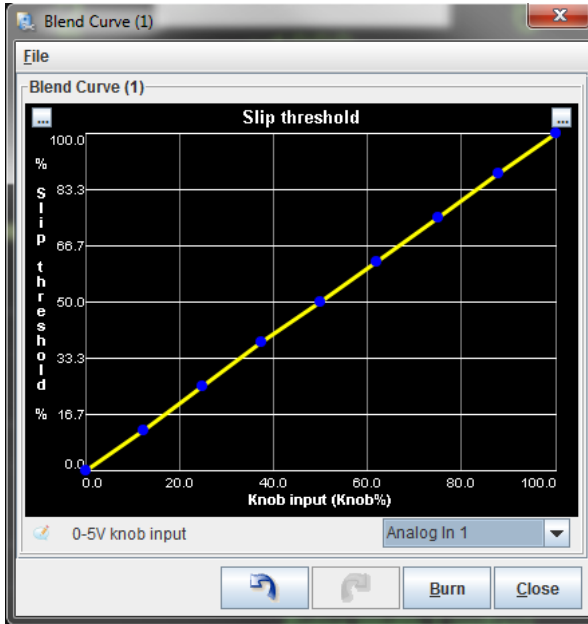 Blend Curve (1)
x
File
Blend Curve (1)
...
Slip threshold
...
% Slip threshold %
100.0
83.3
66.7
50.0
33.3
16.7
0.0
0.0 20.0 40.0 60.0 80.0 100.0
Knob input (Knob%)
0-5V knob input
Analog In 1
Burn
Close